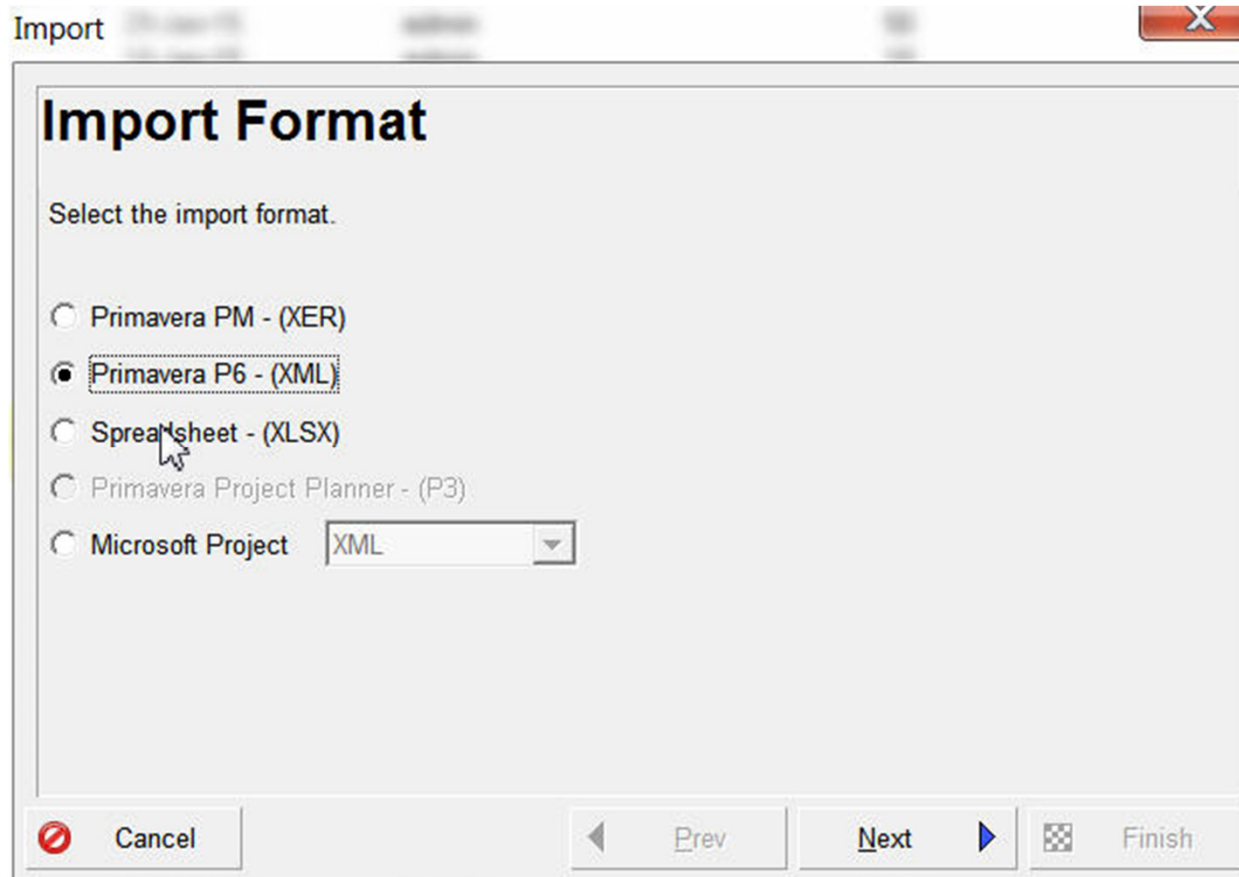 Import
Import Format
Select the import format.
Primavera PM - (XER)
Primavera P6 - (XML)
Spreadsheet - (XLSX)
Primavera Project Planner - (P3)
Microsoft Project XML
Cancel Prev Next Finish